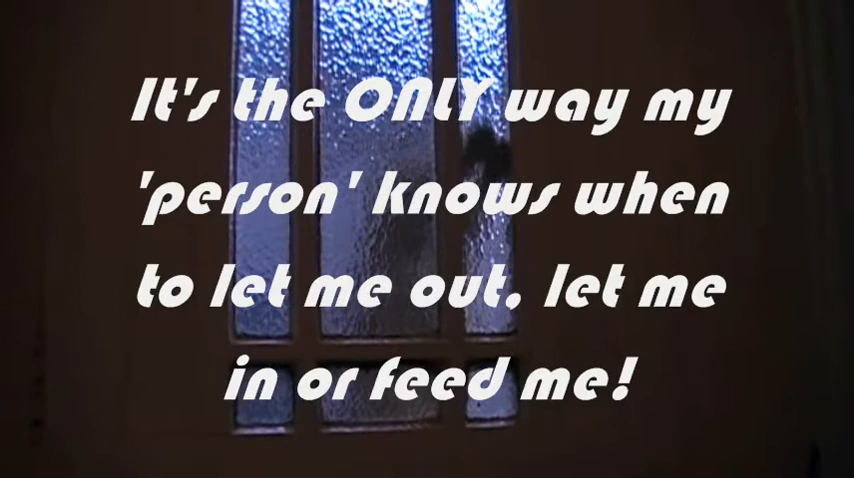 It's the ONLY way my
'person' knows when
to let me out, let me
in or feed me!